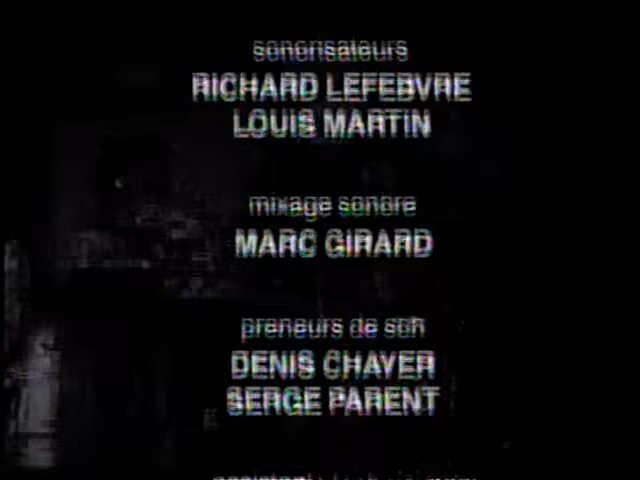 sonorisateurs
RICHARD LEFEBVRE
LOUIS MARTIN
mixage sonore
MARC GIRARD
preneurs de son
DENIS CHAYER
SERGE PARENT